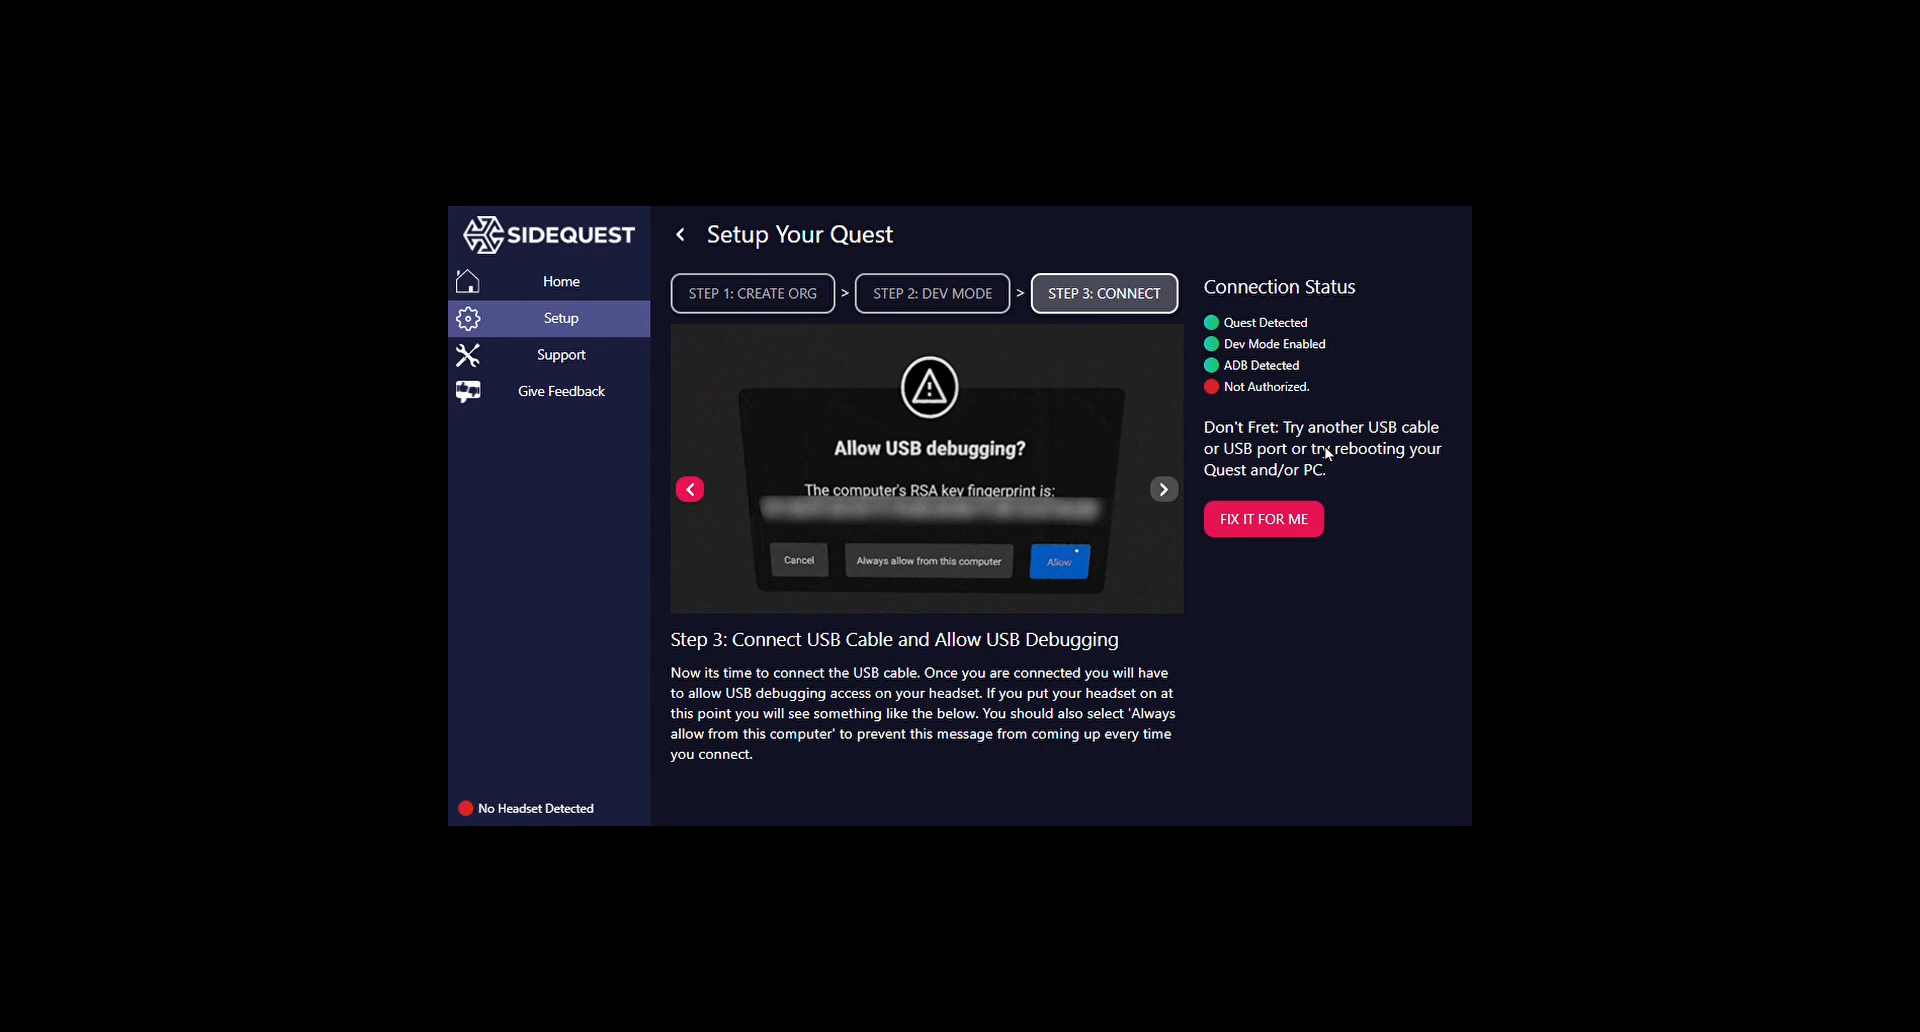 SIDEQUEST
Home
Setup
Support
Give Feedback
No Headset Detected
Setup Your Quest
STEP 1: CREATE ORG > STEP 2: DEV MODE > STEP 3: CONNECT
Allow USB debugging?
The computer's RSA key fingerprint is:
Cancel
Always allow from this computer
Allow
Step 3: Connect USB Cable and Allow USB Debugging
Now its time to connect the USB cable. Once you are connected you will have
to allow USB debugging access on your headset. If you put your headset on at
this point you will see something like the below. You should also select 'Always
allow from this computer' to prevent this message from coming up every time
you connect.
Connection Status
Quest Detected
Dev Mode Enabled
ADB Detected
Not Authorized.
Don't Fret: Try another USB cable
or USB port or try rebooting your
Quest and/or PC.
FIX IT FOR ME